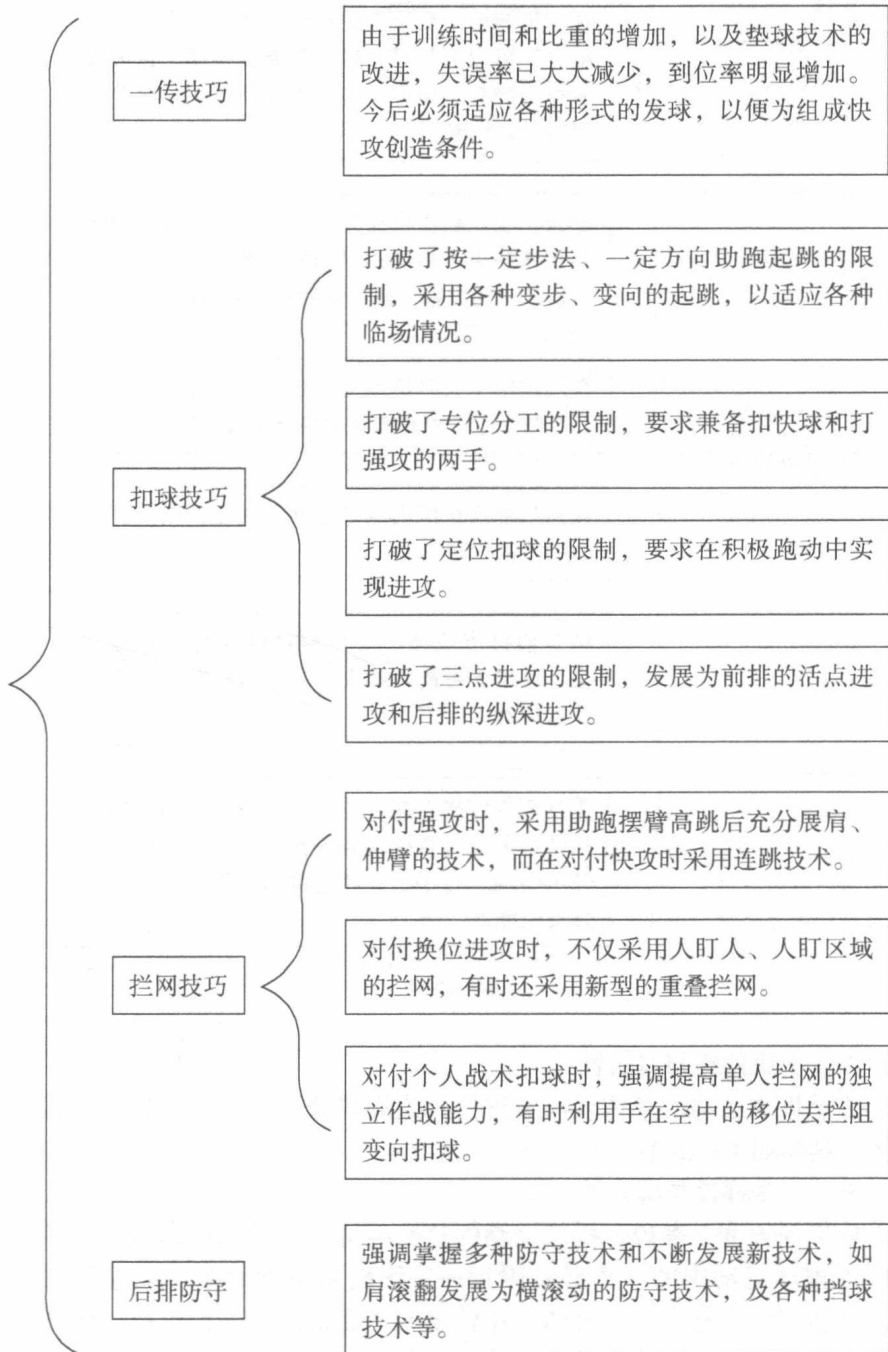 一传技巧
由于训练时间和比重的增加，以及垫球技术的
改进，失误率已大大减少，到位率明显增加。
今后必须适应各种形式的发球，以便为组成快
攻创造条件。
扣球技巧
打破了按一定步法、一定方向助跑起跳的限
制，采用各种变步、变向的起跳，以适应各种
临场情况。
打破了专位分工的限制，要求兼备扣快球和打
强攻的两手。
打破了定位扣球的限制，要求在积极跑动中实
现进攻。
打破了三点进攻的限制，发展为前排的活点进
攻和后排的纵深进攻。
拦网技巧
对付强攻时，采用助跑摆臂高跳后充分展肩、
伸臂的技术，而在对付快攻时采用连跳技术。
对付换位进攻时，不仅采用人盯人、人盯区域
的拦网，有时还采用新型的重叠拦网。
对付个人战术扣球时，强调提高单人拦网的独
立作战能力，有时利用手在空中的移位去拦阻
变向扣球。
后排防守
强调掌握多种防守技术和不断发展新技术，如
肩滚翻发展为横滚动的防守技术，及各种挡球
技术等。